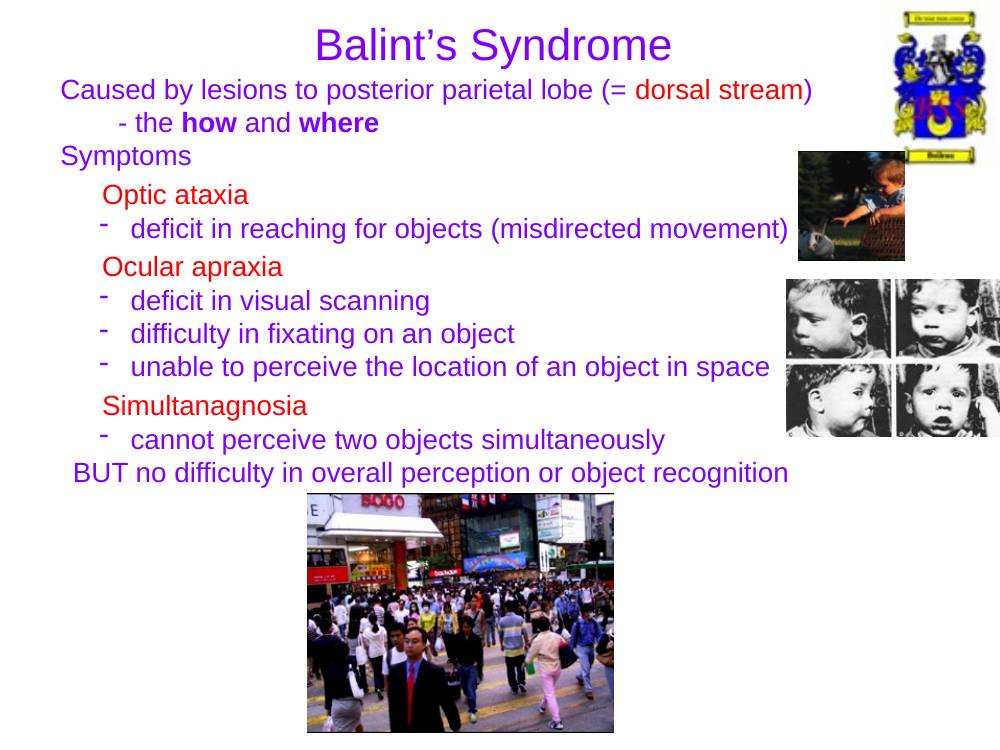 Balint’s Syndrome
Caused by lesions to posterior parietal lobe (= dorsal stream)
- the how and where
Symptoms
Optic ataxia
- deficit in reaching for objects (misdirected movement)
Ocular apraxia
- deficit in visual scanning
- difficulty in fixating on an object
- unable to perceive the location of an object in space
Simultanagnosia
- cannot perceive two objects simultaneously
BUT no difficulty in overall perception or object recognition